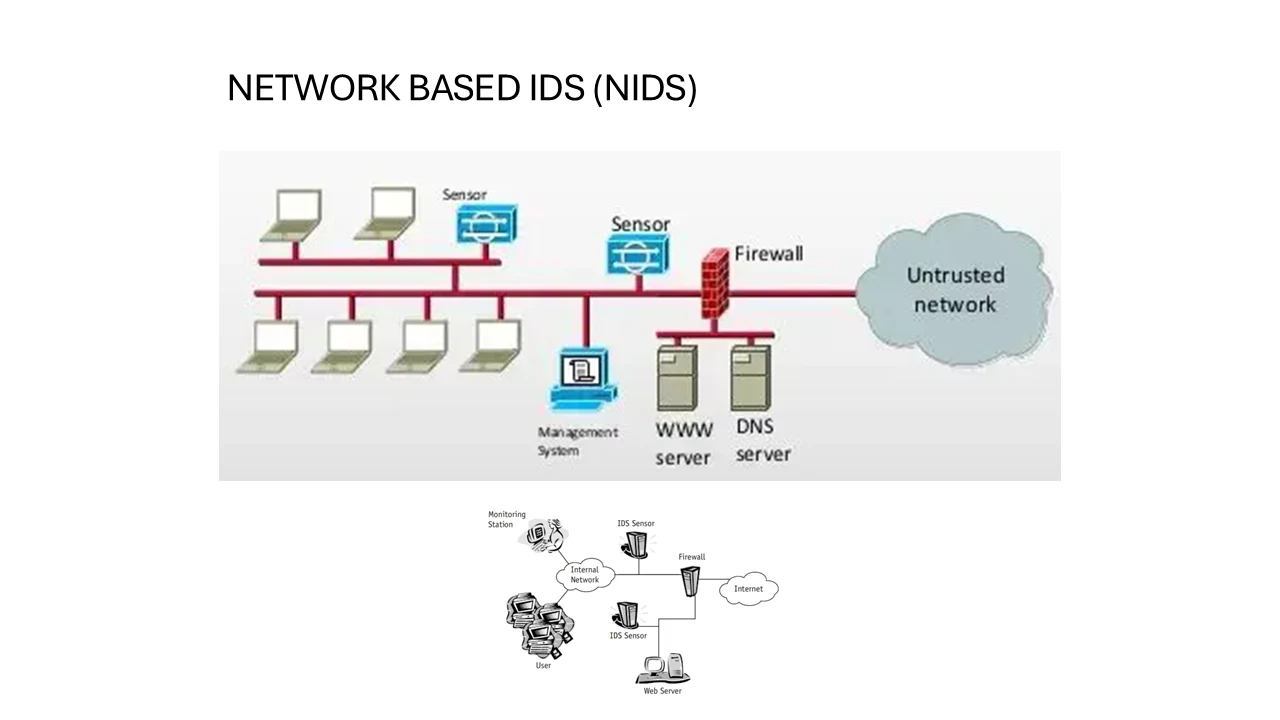 NETWORK BASED IDS (NIDS)
Sensor
Sensor
Firewall
Untrusted
network
Management
System
WWW
server
DNS
server
Monitoring
Station
IDS Sensor
Firewall
Internal
Network
Internet
IDS Sensor
User
Web Server